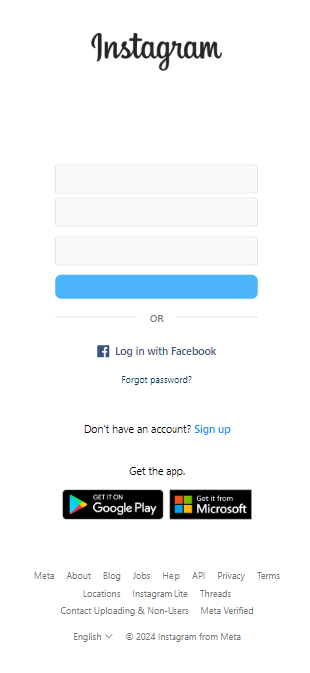 Instagram
OR
Log in with Facebook
Forgot password?
Don't have an account? Sign up
Get the app.
GET IT ON
Google Play
Get it from
Microsoft
Meta About Blog Jobs Hep API Privacy Terms
Locations Instagram Lite Threads
Contact Uploading & Non-Users Meta Verified
English © 2024 Instagram from Meta